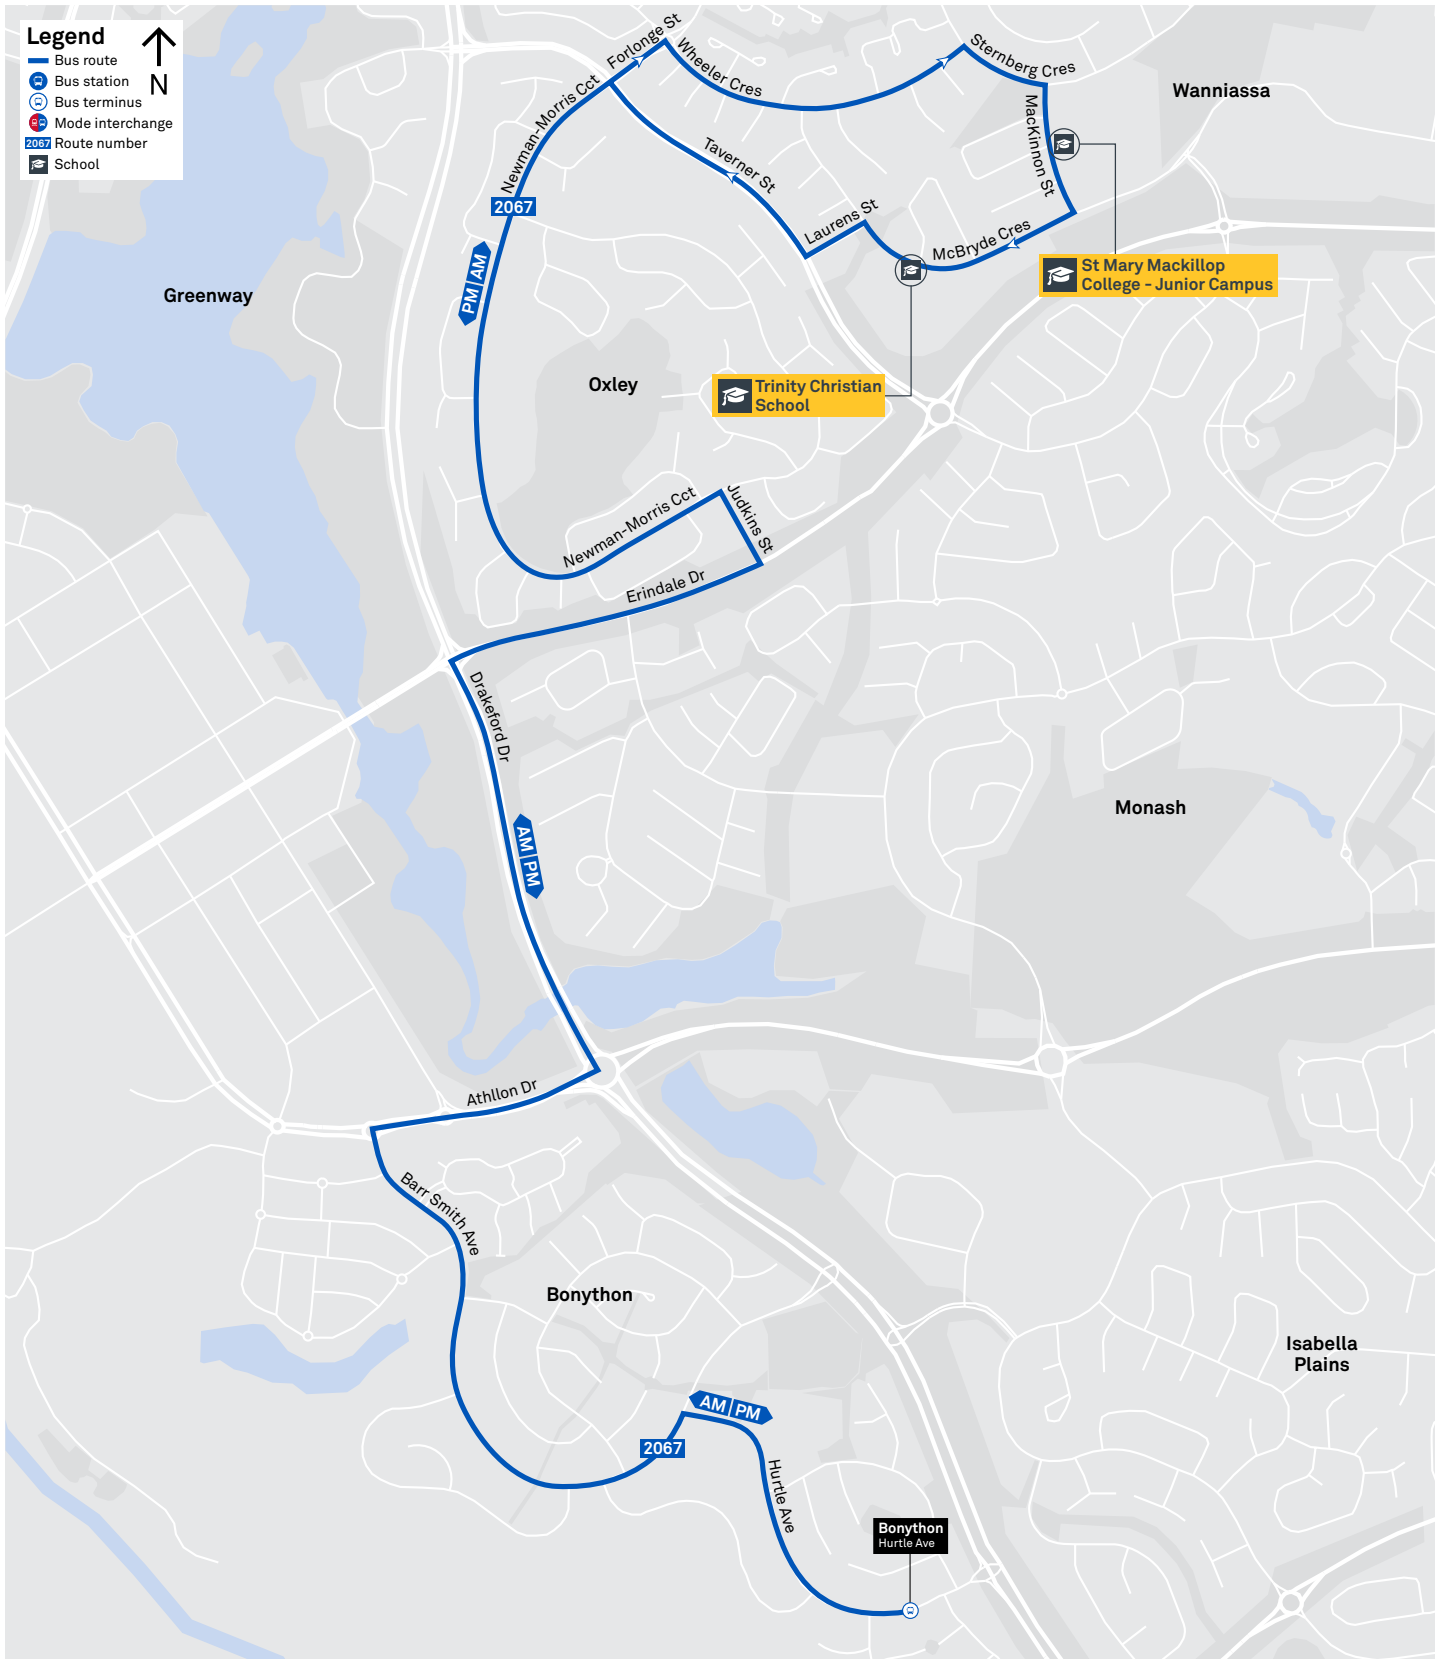 Legend
N
Bus route
Bus station
Bus terminus
Mode interchange
2067 Route number
School
Forlonge St
Wheeler Cres
Sternberg Cres
Wanniassa
Newman-Morris Cct
MacKinnon St
Taverner St
2067
Laurens St
McBryde Cres
PM | AM
St Mary Mackillop
College - Junior Campus
Greenway
Oxley
Trinity Christian
School
Newman-Morris Cct
Judkins St
Erindale Dr
Drakeford Dr
Monash
AM | PM
Athllon Dr
Barr Smith Ave
Bonython
Isabella
Plains
AM | PM
2067
Hurtle Ave
Bonython
Hurtle Ave